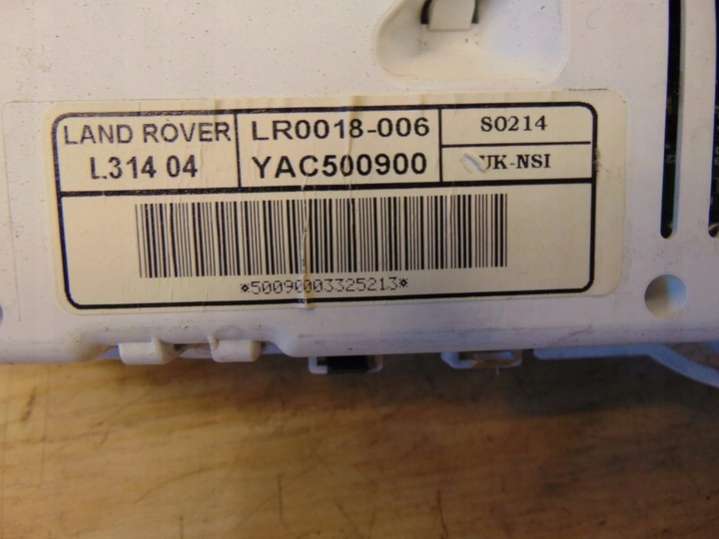 LAND ROVER
L314 04
LR0018-006
YAC500900
S0214
UK-NSI
*50090003325213*